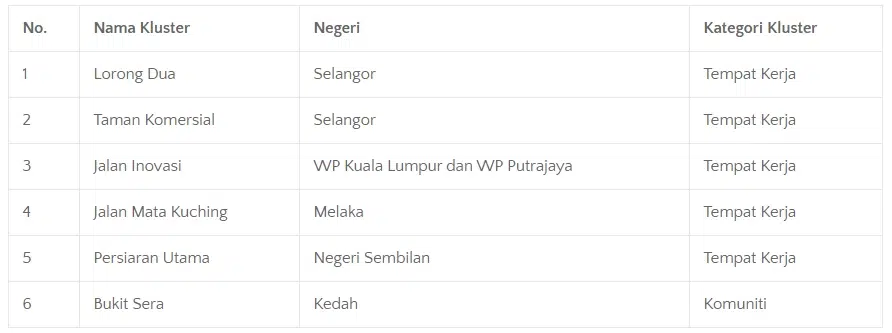 No. Nama Kluster Negeri Kategori Kluster
1 Lorong Dua Selangor Tempat Kerja
2 Taman Komersial Selangor Tempat Kerja
3 Jalan Inovasi WP Kuala Lumpur dan WP Putrajaya Tempat Kerja
4 Jalan Mata Kuching Melaka Tempat Kerja
5 Persiaran Utama Negeri Sembilan Tempat Kerja
6 Bukit Sera Kedah Komuniti